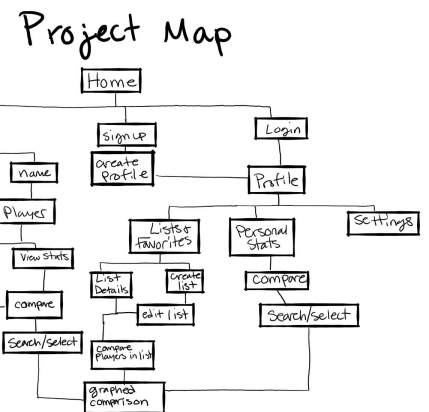 Project Map
Home
sign up
Login
create
Profile
name
Profile
Player
Lists &
favorites
Personal
Stats
Settings
View Stats
List
Details
create
list
compare
compare
edit list
Search/select
Search/select
compare
players in list
graphed
comparison